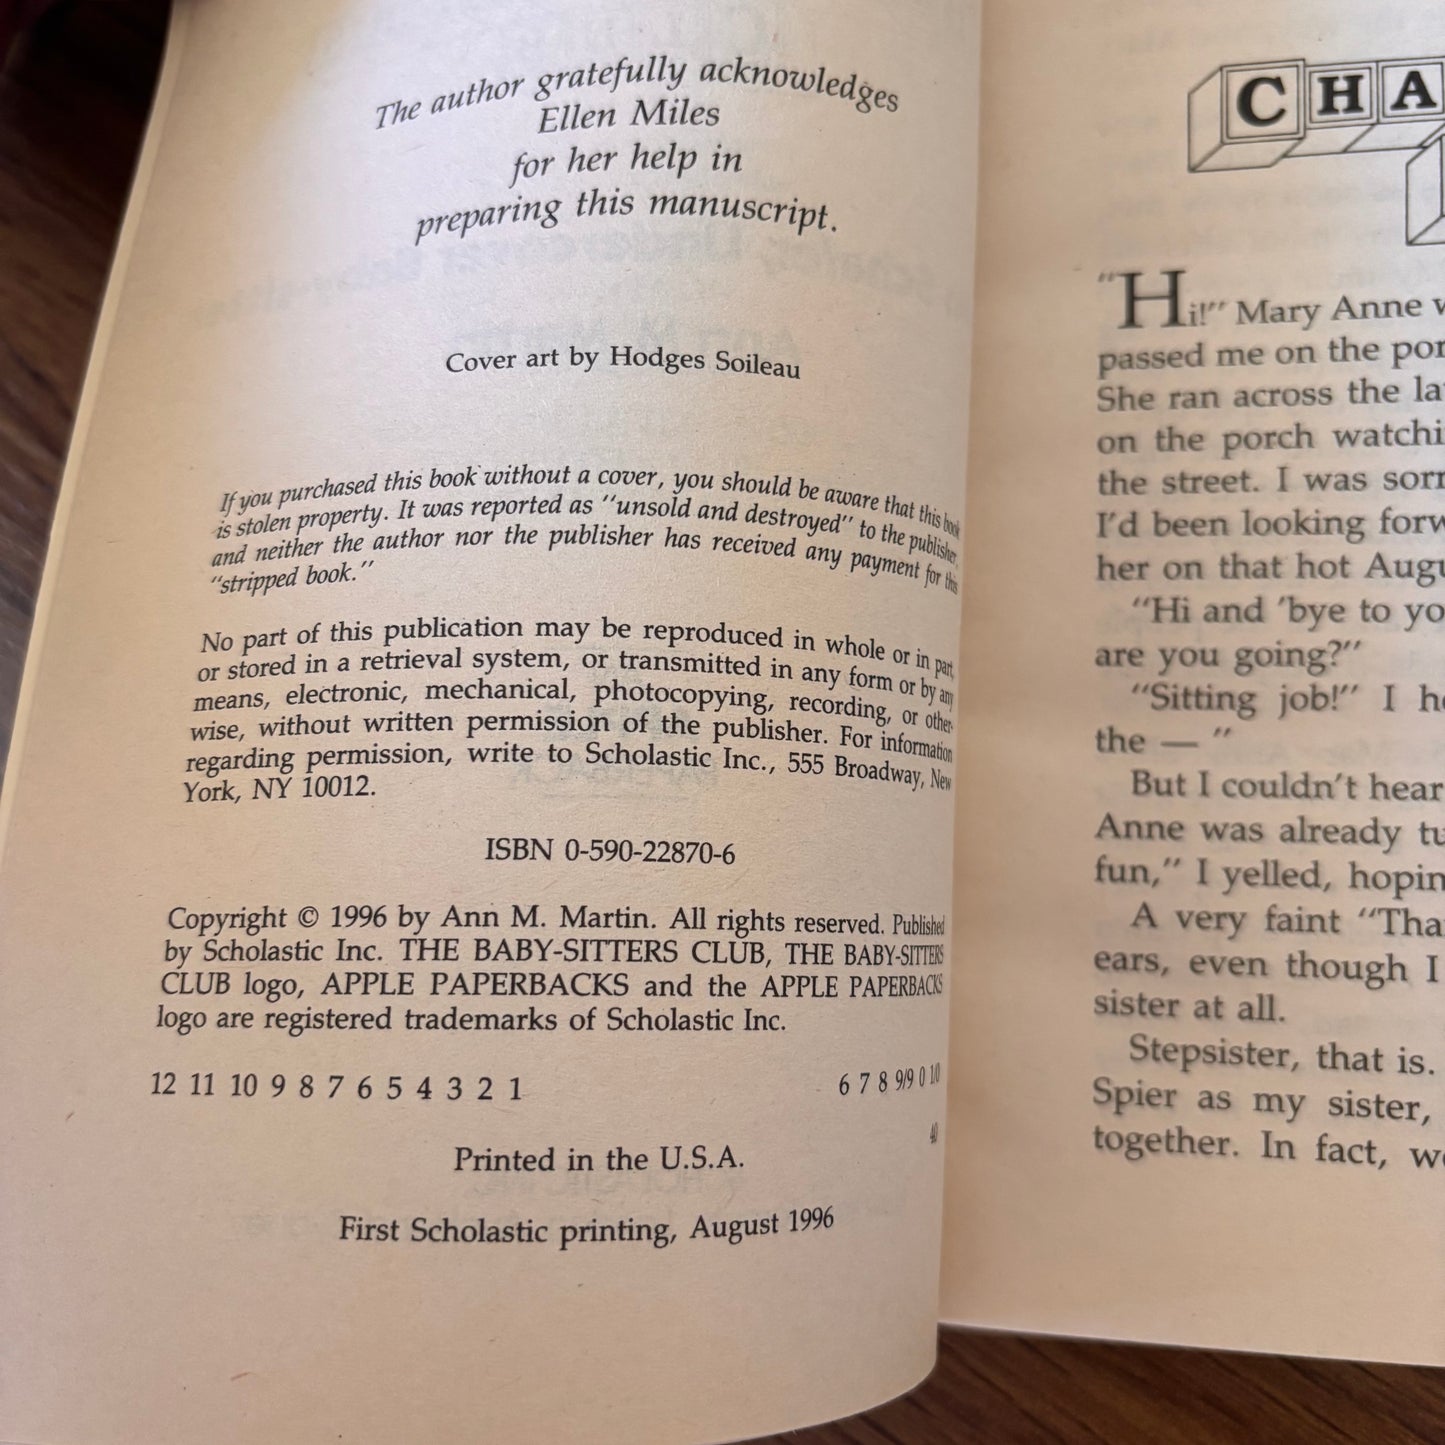 The author gratefully acknowledges
Ellen Miles
for her help in
preparing this manuscript.
Cover art by Hodges Soileau
If you purchased this book without a cover, you should be aware that this book
is stolen property. It was reported as "unsold and destroyed" to the publisher,
and neither the author nor the publisher has received any payment for this
"stripped book."
No part of this publication may be reproduced in whole or in part,
or stored in a retrieval system, or transmitted in any form or by any
means, electronic, mechanical, photocopying, recording, or other-
wise, without written permission of the publisher. For information
regarding permission, write to Scholastic Inc., 555 Broadway, New
York, NY 10012.
ISBN 0-590-22870-6
Copyright © 1996 by Ann M. Martin. All rights reserved. Published
by Scholastic Inc. THE BABY-SITTERS CLUB, THE BABY-SITTERS
CLUB logo, APPLE PAPERBACKS and the APPLE PAPERBACKS
logo are registered trademarks of Scholastic Inc.
12 11 10 9 8 7 6 5 4 3 2 1 6 7 8 9/9 0 1/0
40
Printed in the U.S.A.
First Scholastic printing, August 1996
CHA
"Hi!" Mary Anne w
passed me on the por
She ran across the la
on the porch watchi
the street. I was sorr
I'd been looking forw
her on that hot Augu
"Hi and 'bye to yo
are you going?"
"Sitting job!" I he
the — "
But I couldn't hear
Anne was already tu
fun," I yelled, hopin
A very faint "Tha
ears, even though I
sister at all.
Stepsister, that is.
Spier as my sister,
together. In fact, we